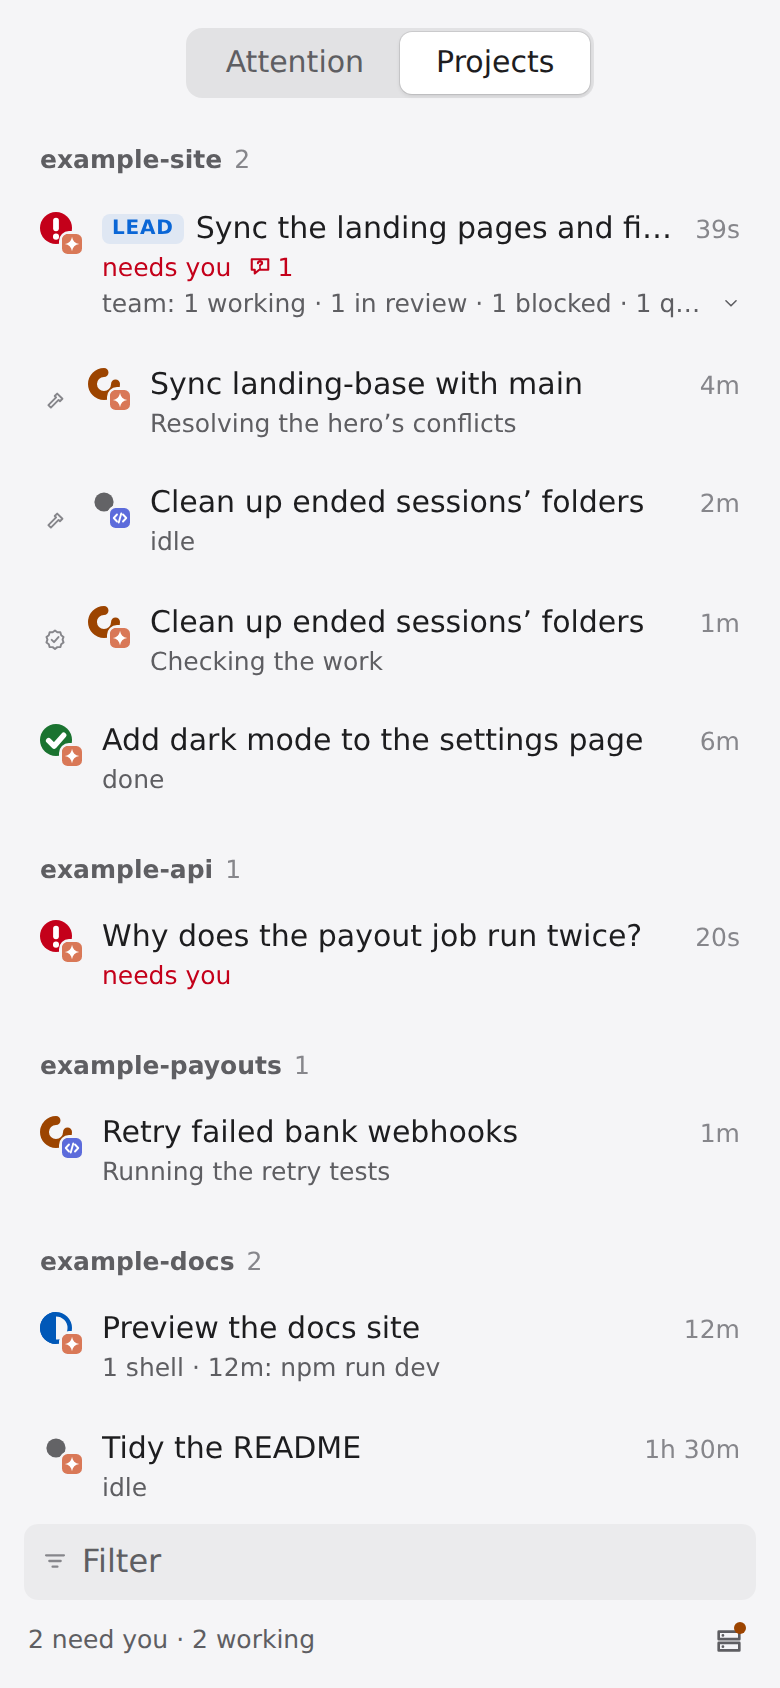 Attention Projects
example-site 2
LEAD Sync the landing pages and fi… 39s
needs you 1
team: 1 working · 1 in review · 1 blocked · 1 q…
Sync landing-base with main 4m
Resolving the hero’s conflicts
Clean up ended sessions’ folders 2m
idle
Clean up ended sessions’ folders 1m
Checking the work
Add dark mode to the settings page 6m
done
example-api 1
Why does the payout job run twice? 20s
needs you
example-payouts 1
Retry failed bank webhooks 1m
Running the retry tests
example-docs 2
Preview the docs site 12m
1 shell · 12m: npm run dev
Tidy the README 1h 30m
idle
Filter
2 need you · 2 working